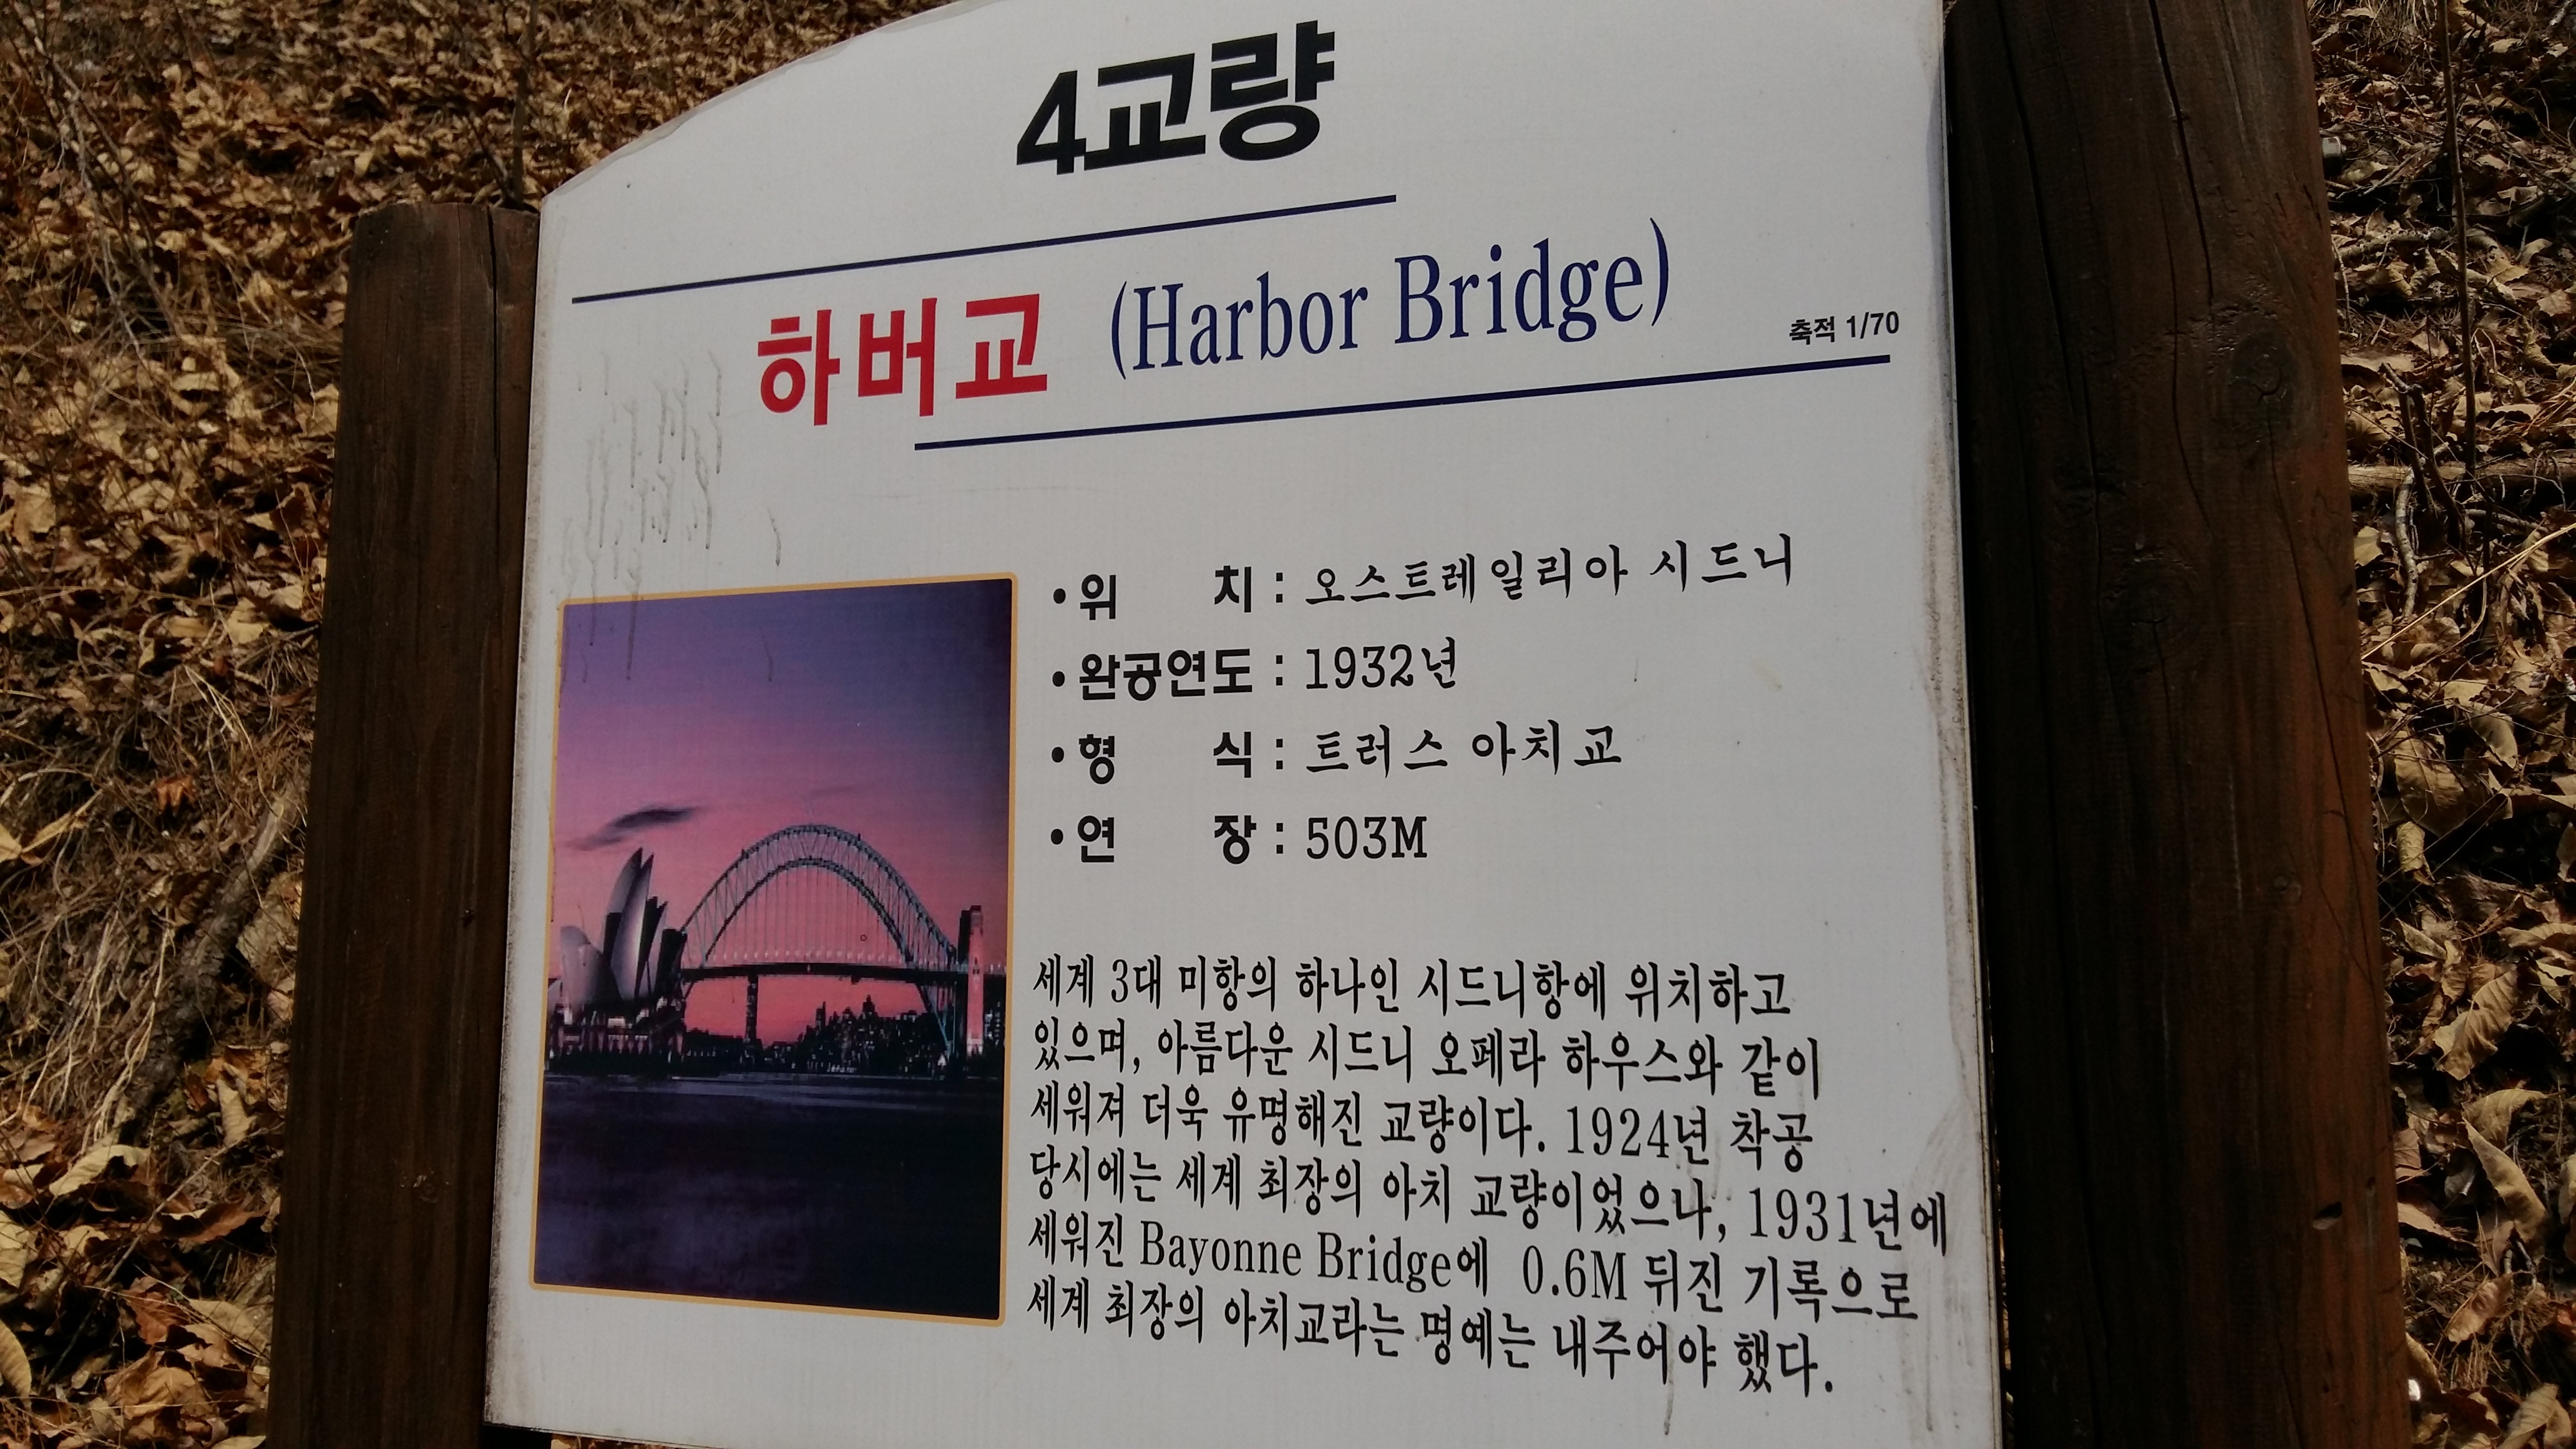 4교량
하버교 (Harbor Bridge)
축적 1/70
• 위 치 : 오스트레일리아 시드니
• 완공연도 : 1932년
• 형 식 : 트러스 아치교
• 연 장 : 503M
세계 3대 미항의 하나인 시드니항에 위치하고
있으며, 아름다운 시드니 오페라 하우스와 같이
세워져 더욱 유명해진 교량이다. 1924년 착공
당시에는 세계 최장의 아치 교량이었으나, 1931년에
세워진 Bayonne Bridge에 0.6M 뒤진 기록으로
세계 최장의 아치교라는 명예는 내주어야 했다.